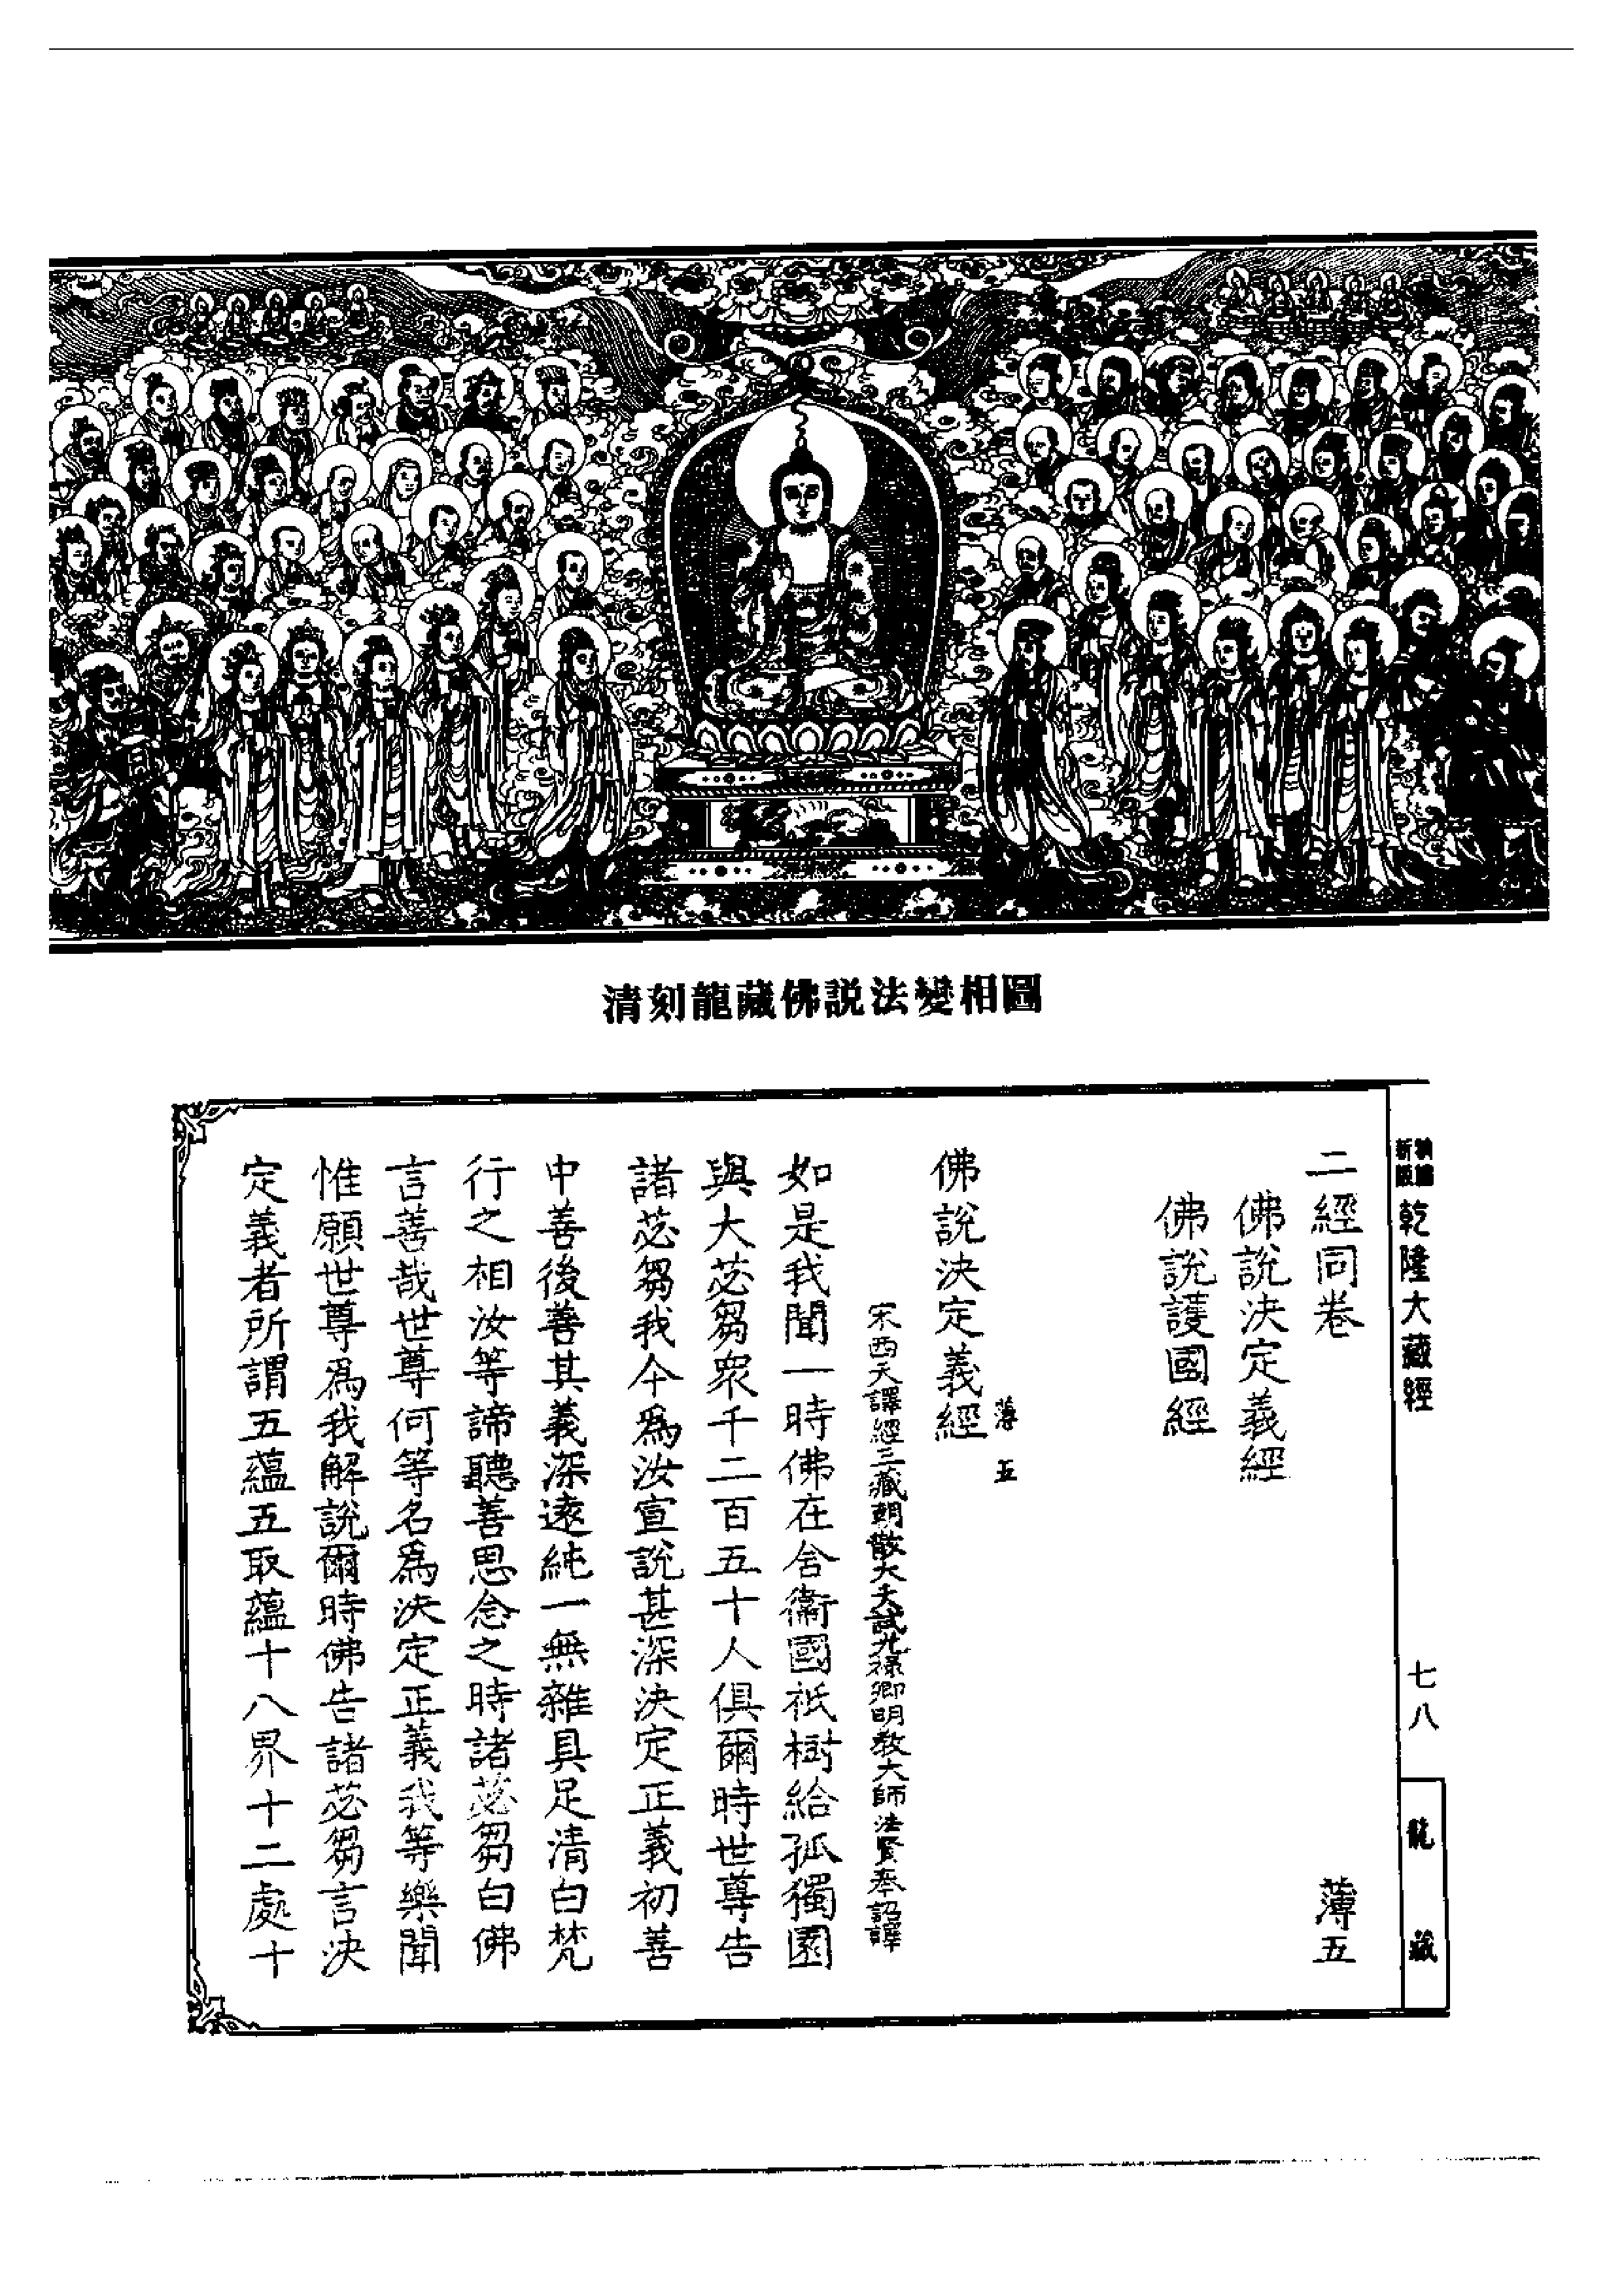 清刻龍藏佛説法變相圖
新版
乾隆大藏經
七八
龍藏
二經同卷 薄五
佛說決定義經
佛說護國經
薄五
佛說決定義經
宋西天譯經三藏朝散大夫試光祿卿明教大師法賢奉詔譯
如是我聞一時佛在舍衞國祇樹給孤獨園
與大苾芻眾千二百五十人俱爾時世尊告
諸苾芻我今爲汝宣說甚深決定正義初善
中善後善其義深遠純一無雜具足清白梵
行之相汝等諦聽善思念之時諸苾芻白佛
言善哉世尊何等名爲決定正義我等樂聞
惟願世尊爲我解說爾時佛告諸苾芻言決
定義者所謂五蘊五取蘊十八界十二處十